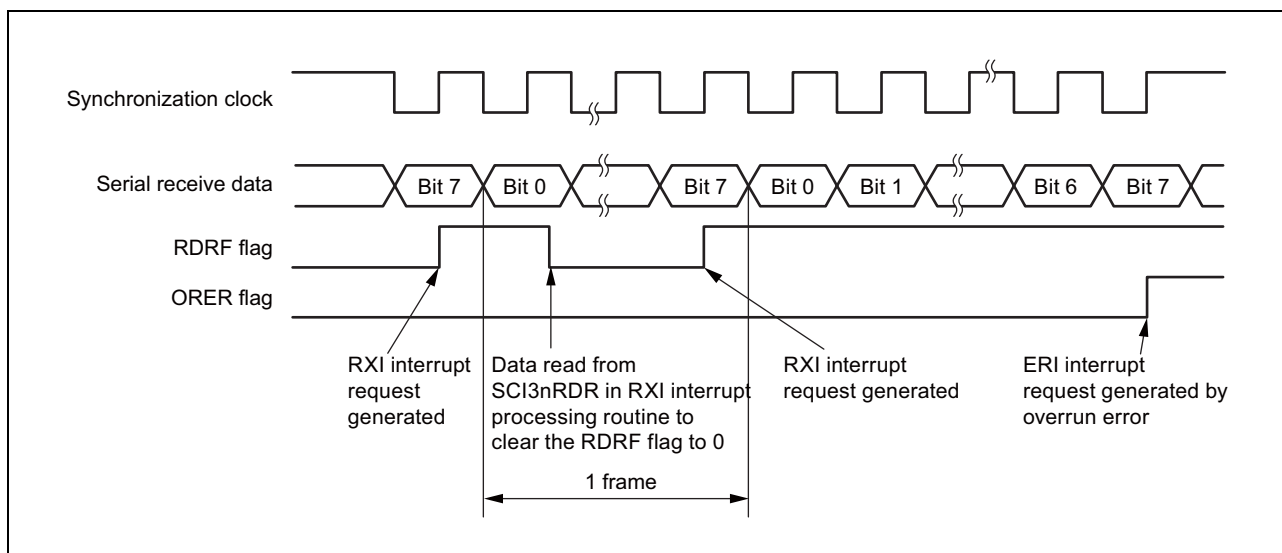 Synchronization clock
Serial receive data
Bit 7
Bit 0
Bit 7
Bit 0
Bit 1
Bit 6
Bit 7
RDRF flag
ORER flag
RXI interrupt
request
generated
Data read from
SCI3nRDR in RXI interrupt
processing routine to
clear the RDRF flag to 0
RXI interrupt
request generated
ERI interrupt
request generated by
overrun error
1 frame